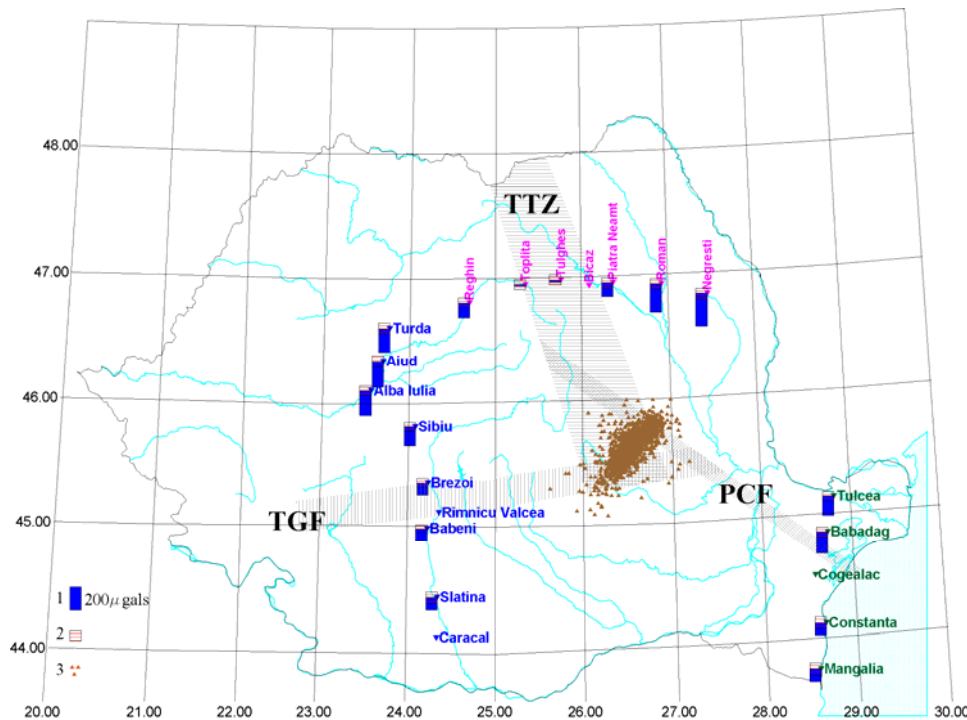 48.00
TTZ
47.00
Reghin
Toplita
Tulghes
Bicaz
Piatra Neamt
Roman
Negresti
Turda
Aiud
Alba Iulia
46.00
Sibiu
Brezoi
PCF
Tulcea
TGF
Rimnicu Valcea
45.00
Babeni
Babadag
Cogealac
1 200µ gals
Slatina
Constanta
2
Caracal
44.00
3
Mangalia
20.00 21.00 22.00 23.00 24.00 25.00 26.00 27.00 28.00 29.00 30.00